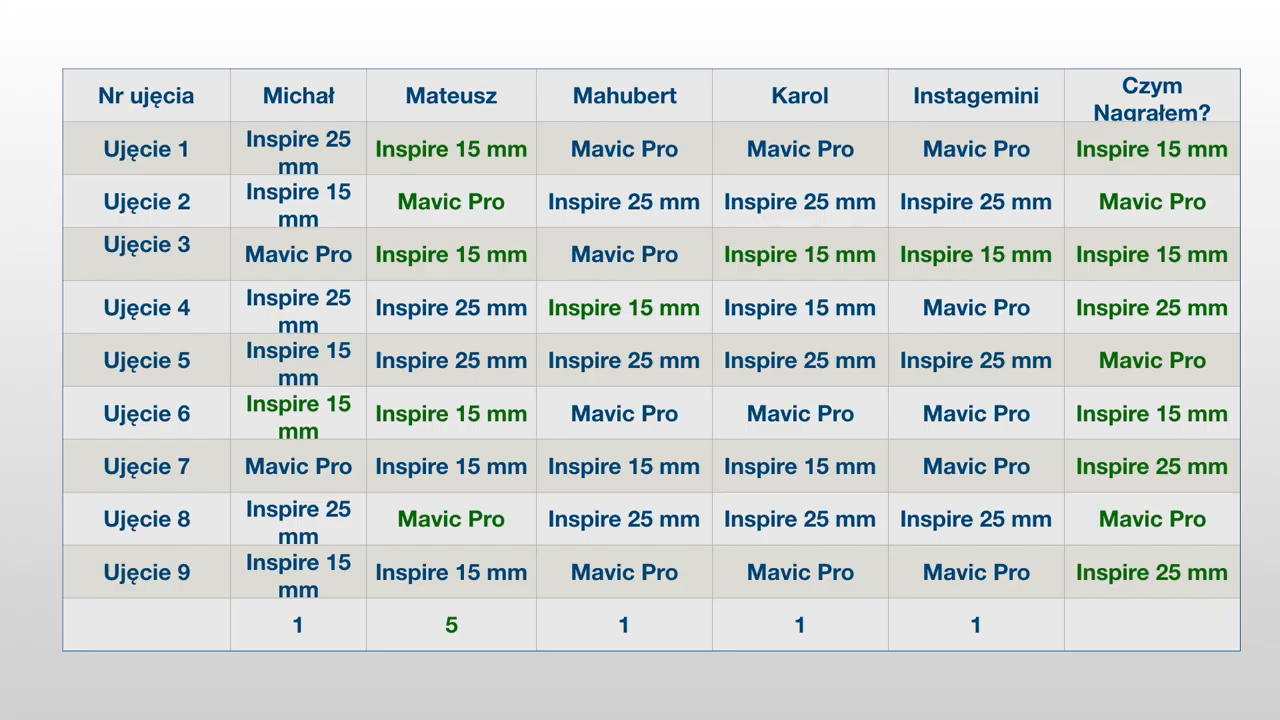 Nr ujęcia Michał Mateusz Mahubert Karol Instagemini Czym Nagrałem?
Ujęcie 1 Inspire 25 mm Inspire 15 mm Mavic Pro Mavic Pro Mavic Pro Inspire 15 mm
Ujęcie 2 Inspire 15 mm Mavic Pro Inspire 25 mm Inspire 25 mm Inspire 25 mm Mavic Pro
Ujęcie 3 Mavic Pro Inspire 15 mm Mavic Pro Inspire 15 mm Inspire 15 mm Inspire 15 mm
Ujęcie 4 Inspire 25 mm Inspire 25 mm Inspire 15 mm Inspire 15 mm Mavic Pro Inspire 25 mm
Ujęcie 5 Inspire 15 mm Inspire 25 mm Inspire 25 mm Inspire 25 mm Inspire 25 mm Mavic Pro
Ujęcie 6 Inspire 15 mm Inspire 15 mm Mavic Pro Mavic Pro Mavic Pro Inspire 15 mm
Ujęcie 7 Mavic Pro Inspire 15 mm Inspire 15 mm Inspire 15 mm Mavic Pro Inspire 25 mm
Ujęcie 8 Inspire 25 mm Mavic Pro Inspire 25 mm Inspire 25 mm Inspire 25 mm Mavic Pro
Ujęcie 9 Inspire 15 mm Inspire 15 mm Mavic Pro Mavic Pro Mavic Pro Inspire 25 mm
1 5 1 1 1